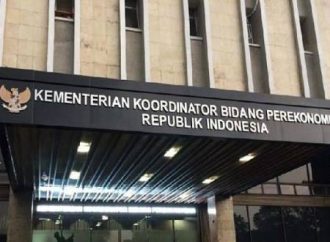 KEMENTERIAN KOORDINATOR BIDANG PEREKONOMI
REPUBLIK INDONESIA